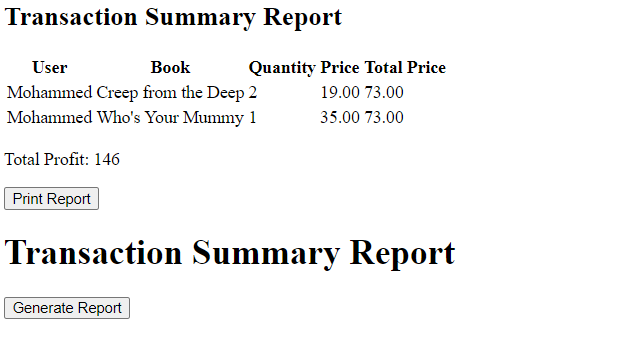 Transaction Summary Report
User Book Quantity Price Total Price
Mohammed Creep from the Deep 2 19.00 73.00
Mohammed Who's Your Mummy 1 35.00 73.00
Total Profit: 146
Print Report
Transaction Summary Report
Generate Report